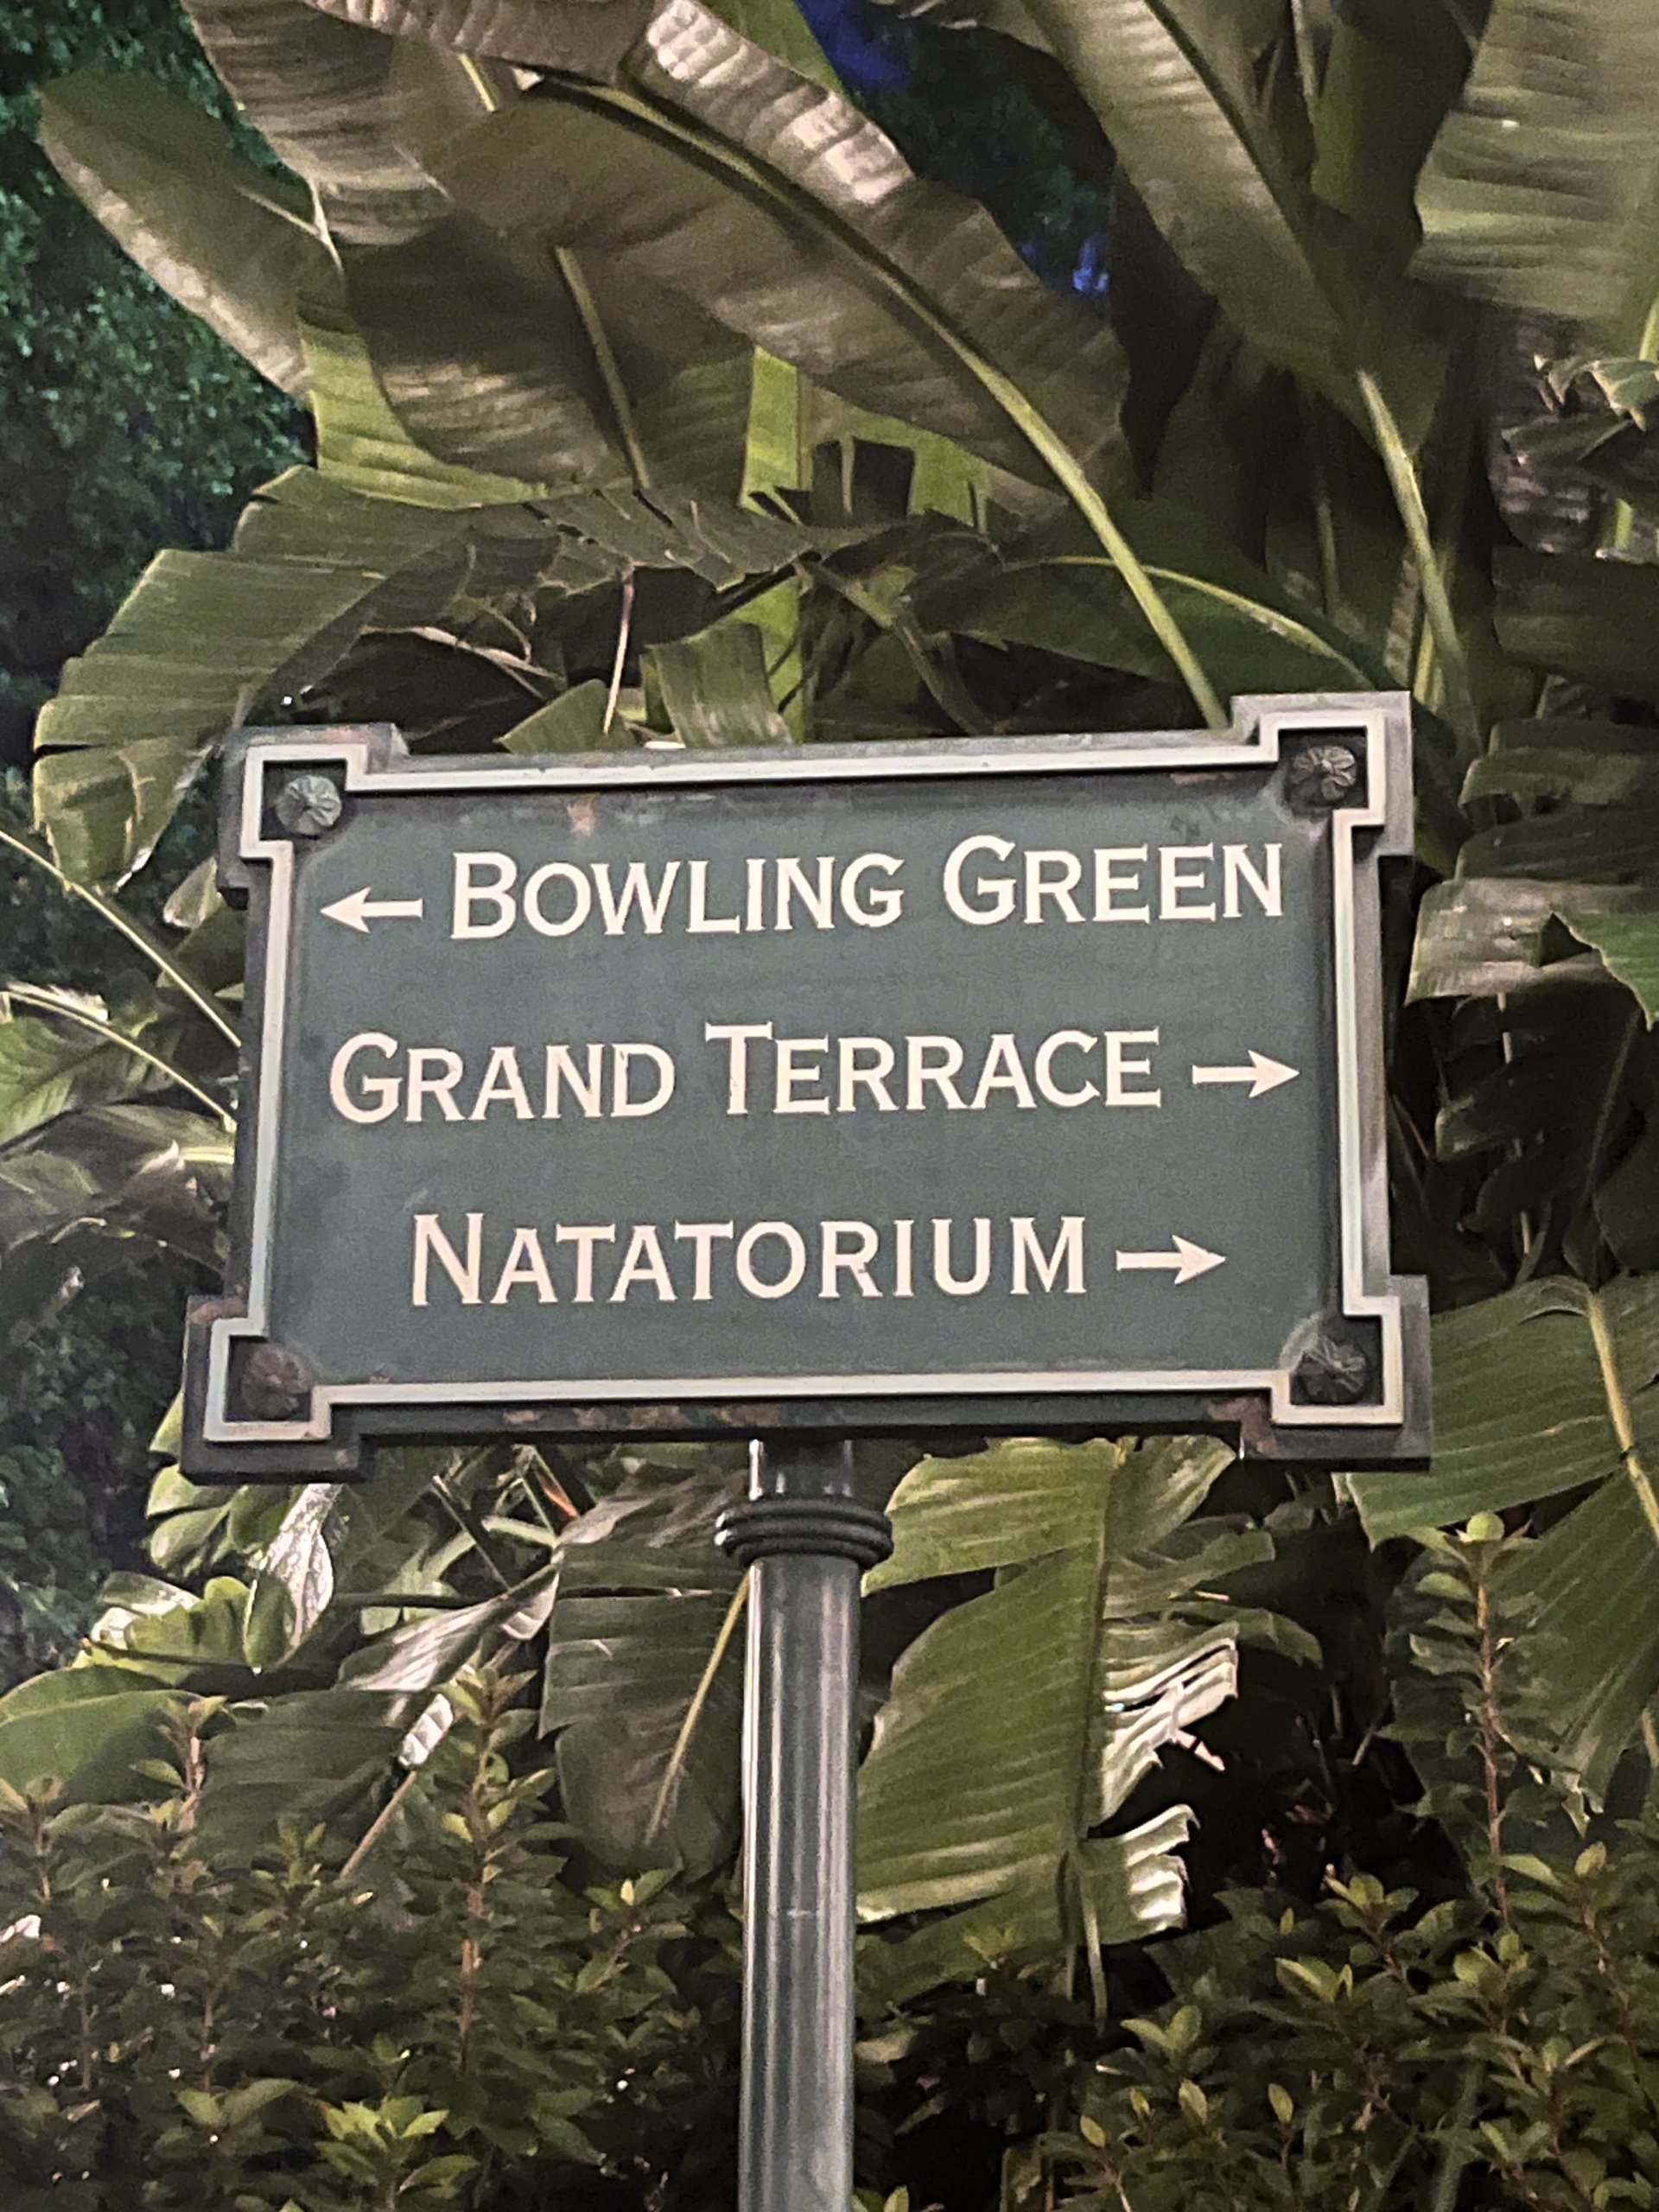 ← BOWLING GREEN
GRAND TERRACE →
NATATORIUM →